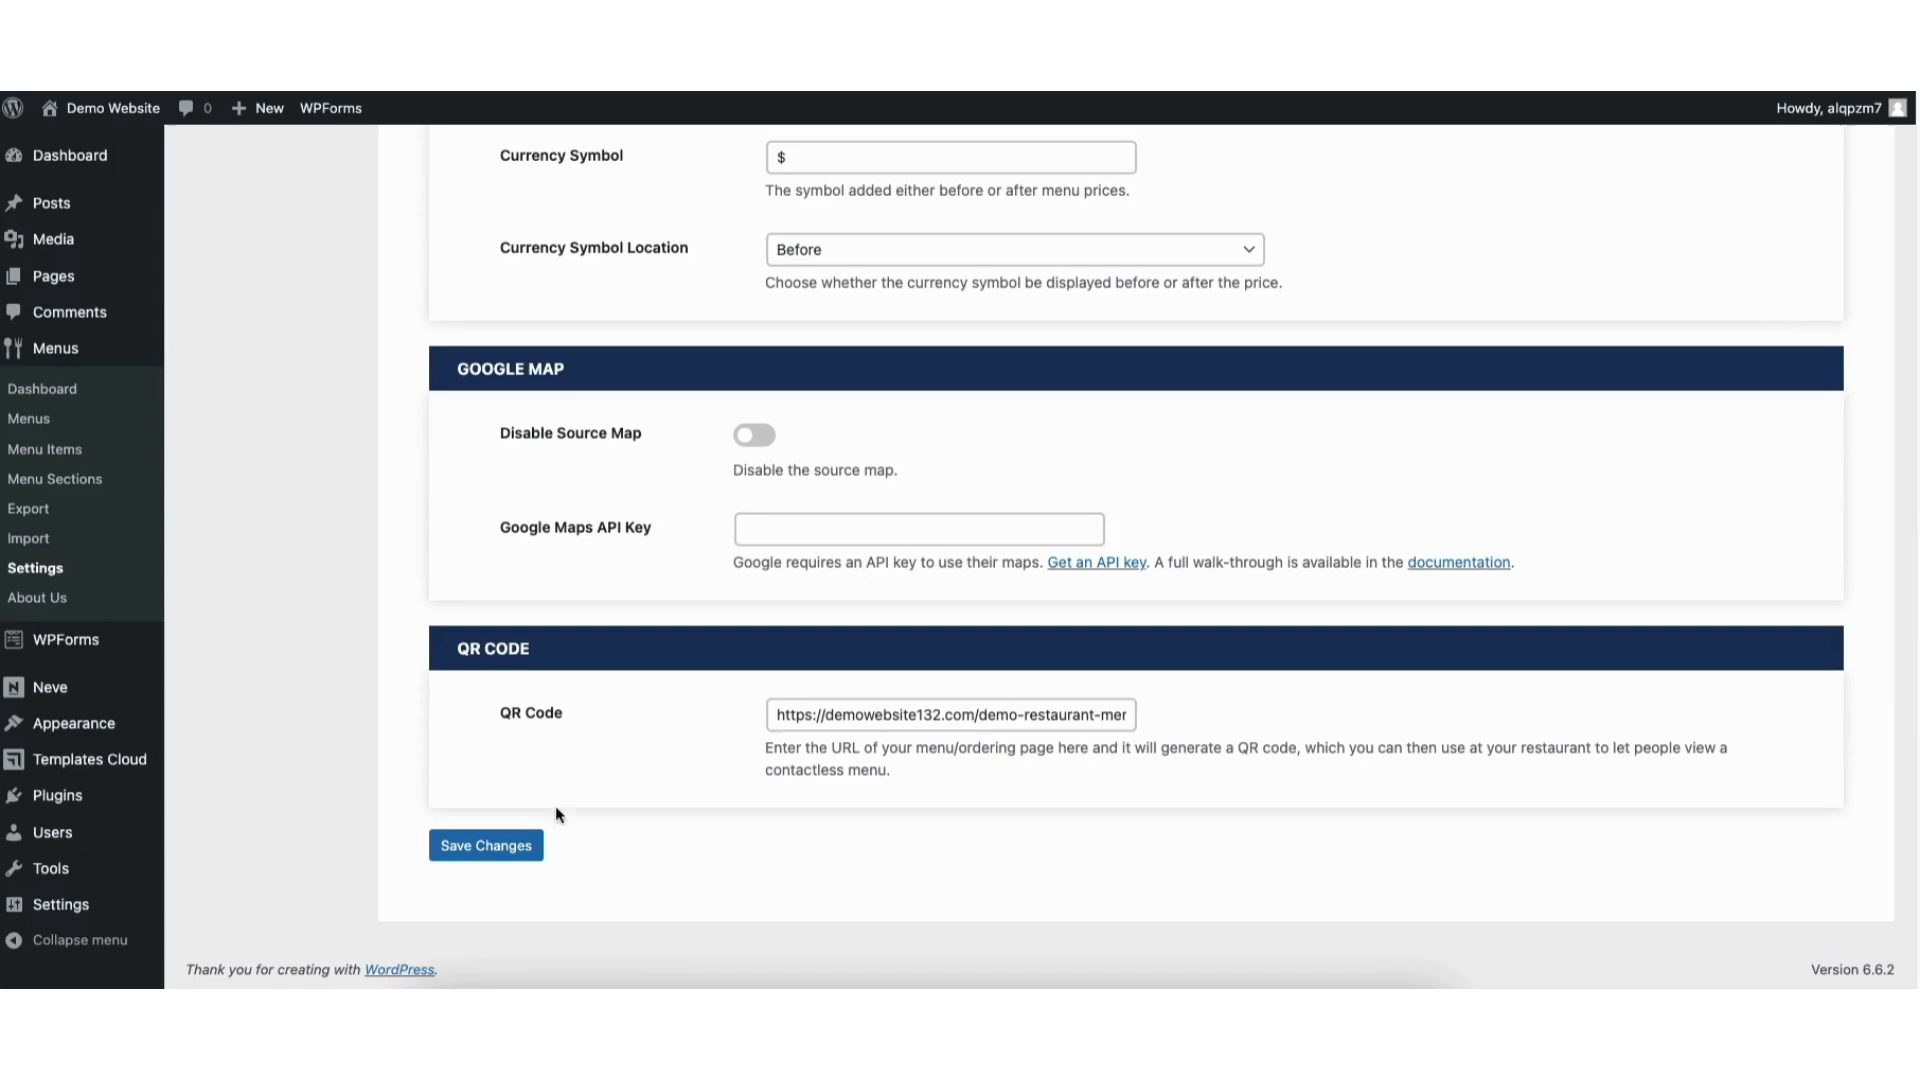 Demo Website 0 New WPForms Howdy, alqpzm7
Dashboard
Posts
Media
Pages
Comments
Menus
Dashboard
Menus
Menu Items
Menu Sections
Export
Import
Settings
About Us
WPForms
Neve
Appearance
Templates Cloud
Plugins
Users
Tools
Settings
Collapse menu
Currency Symbol $
The symbol added either before or after menu prices.
Currency Symbol Location Before
Choose whether the currency symbol be displayed before or after the price.
GOOGLE MAP
Disable Source Map
Disable the source map.
Google Maps API Key
Google requires an API key to use their maps. Get an API key. A full walk-through is available in the documentation.
QR CODE
QR Code https://demowebsite132.com/demo-restaurant-mer
Enter the URL of your menu/ordering page here and it will generate a QR code, which you can then use at your restaurant to let people view a
contactless menu.
Save Changes
Thank you for creating with WordPress. Version 6.6.2